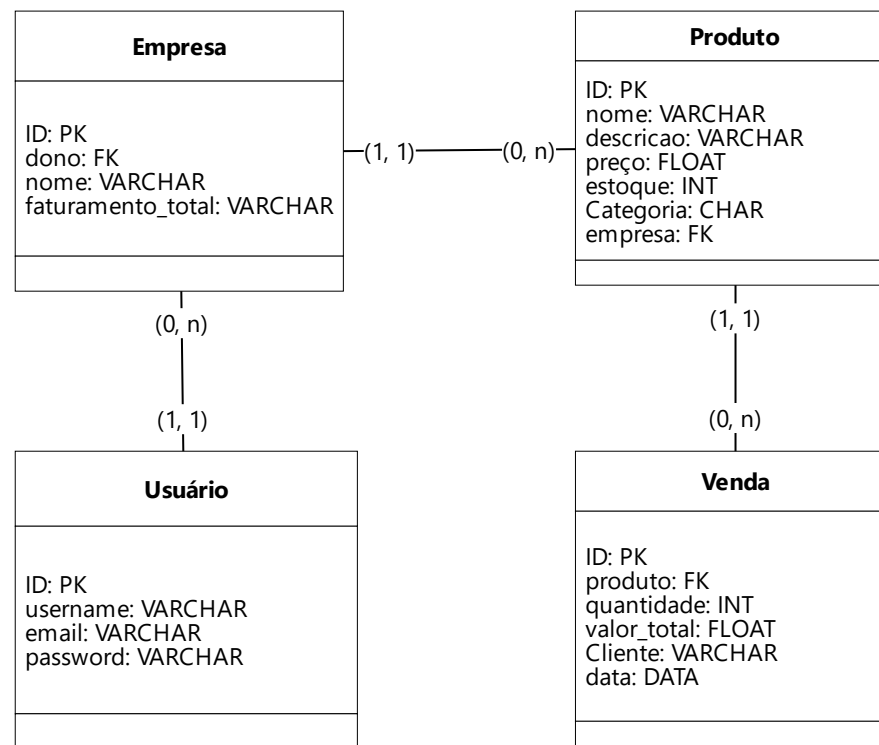 Empresa
ID: PK
dono: FK
nome: VARCHAR
faturamento_total: VARCHAR
(1, 1)
(0, n)
Produto
ID: PK
nome: VARCHAR
descricao: VARCHAR
preço: FLOAT
estoque: INT
Categoria: CHAR
empresa: FK
(0, n)
(1, 1)
(1, 1)
(0, n)
Usuário
ID: PK
username: VARCHAR
email: VARCHAR
password: VARCHAR
Venda
ID: PK
produto: FK
quantidade: INT
valor_total: FLOAT
Cliente: VARCHAR
data: DATA